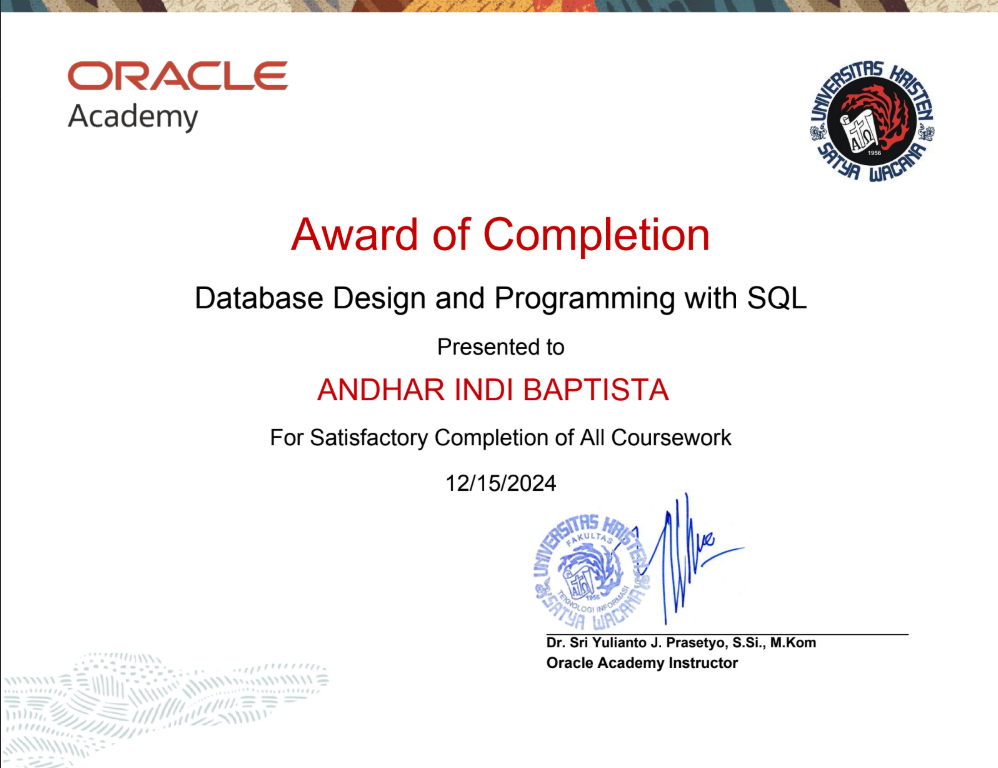 ORACLE
Academy
UNIVERSITAS KRISTEN
SATYA WACANA
A Ω
1956
Award of Completion
Database Design and Programming with SQL
Presented to
ANDHAR INDI BAPTISTA
For Satisfactory Completion of All Coursework
12/15/2024
UNIVERSITAS KRISTEN
FAKULTAS
1956
TEKNOLOGI INFORMASI
SATYA WACANA
Dr. Sri Yulianto J. Prasetyo, S.Si., M.Kom
Oracle Academy Instructor